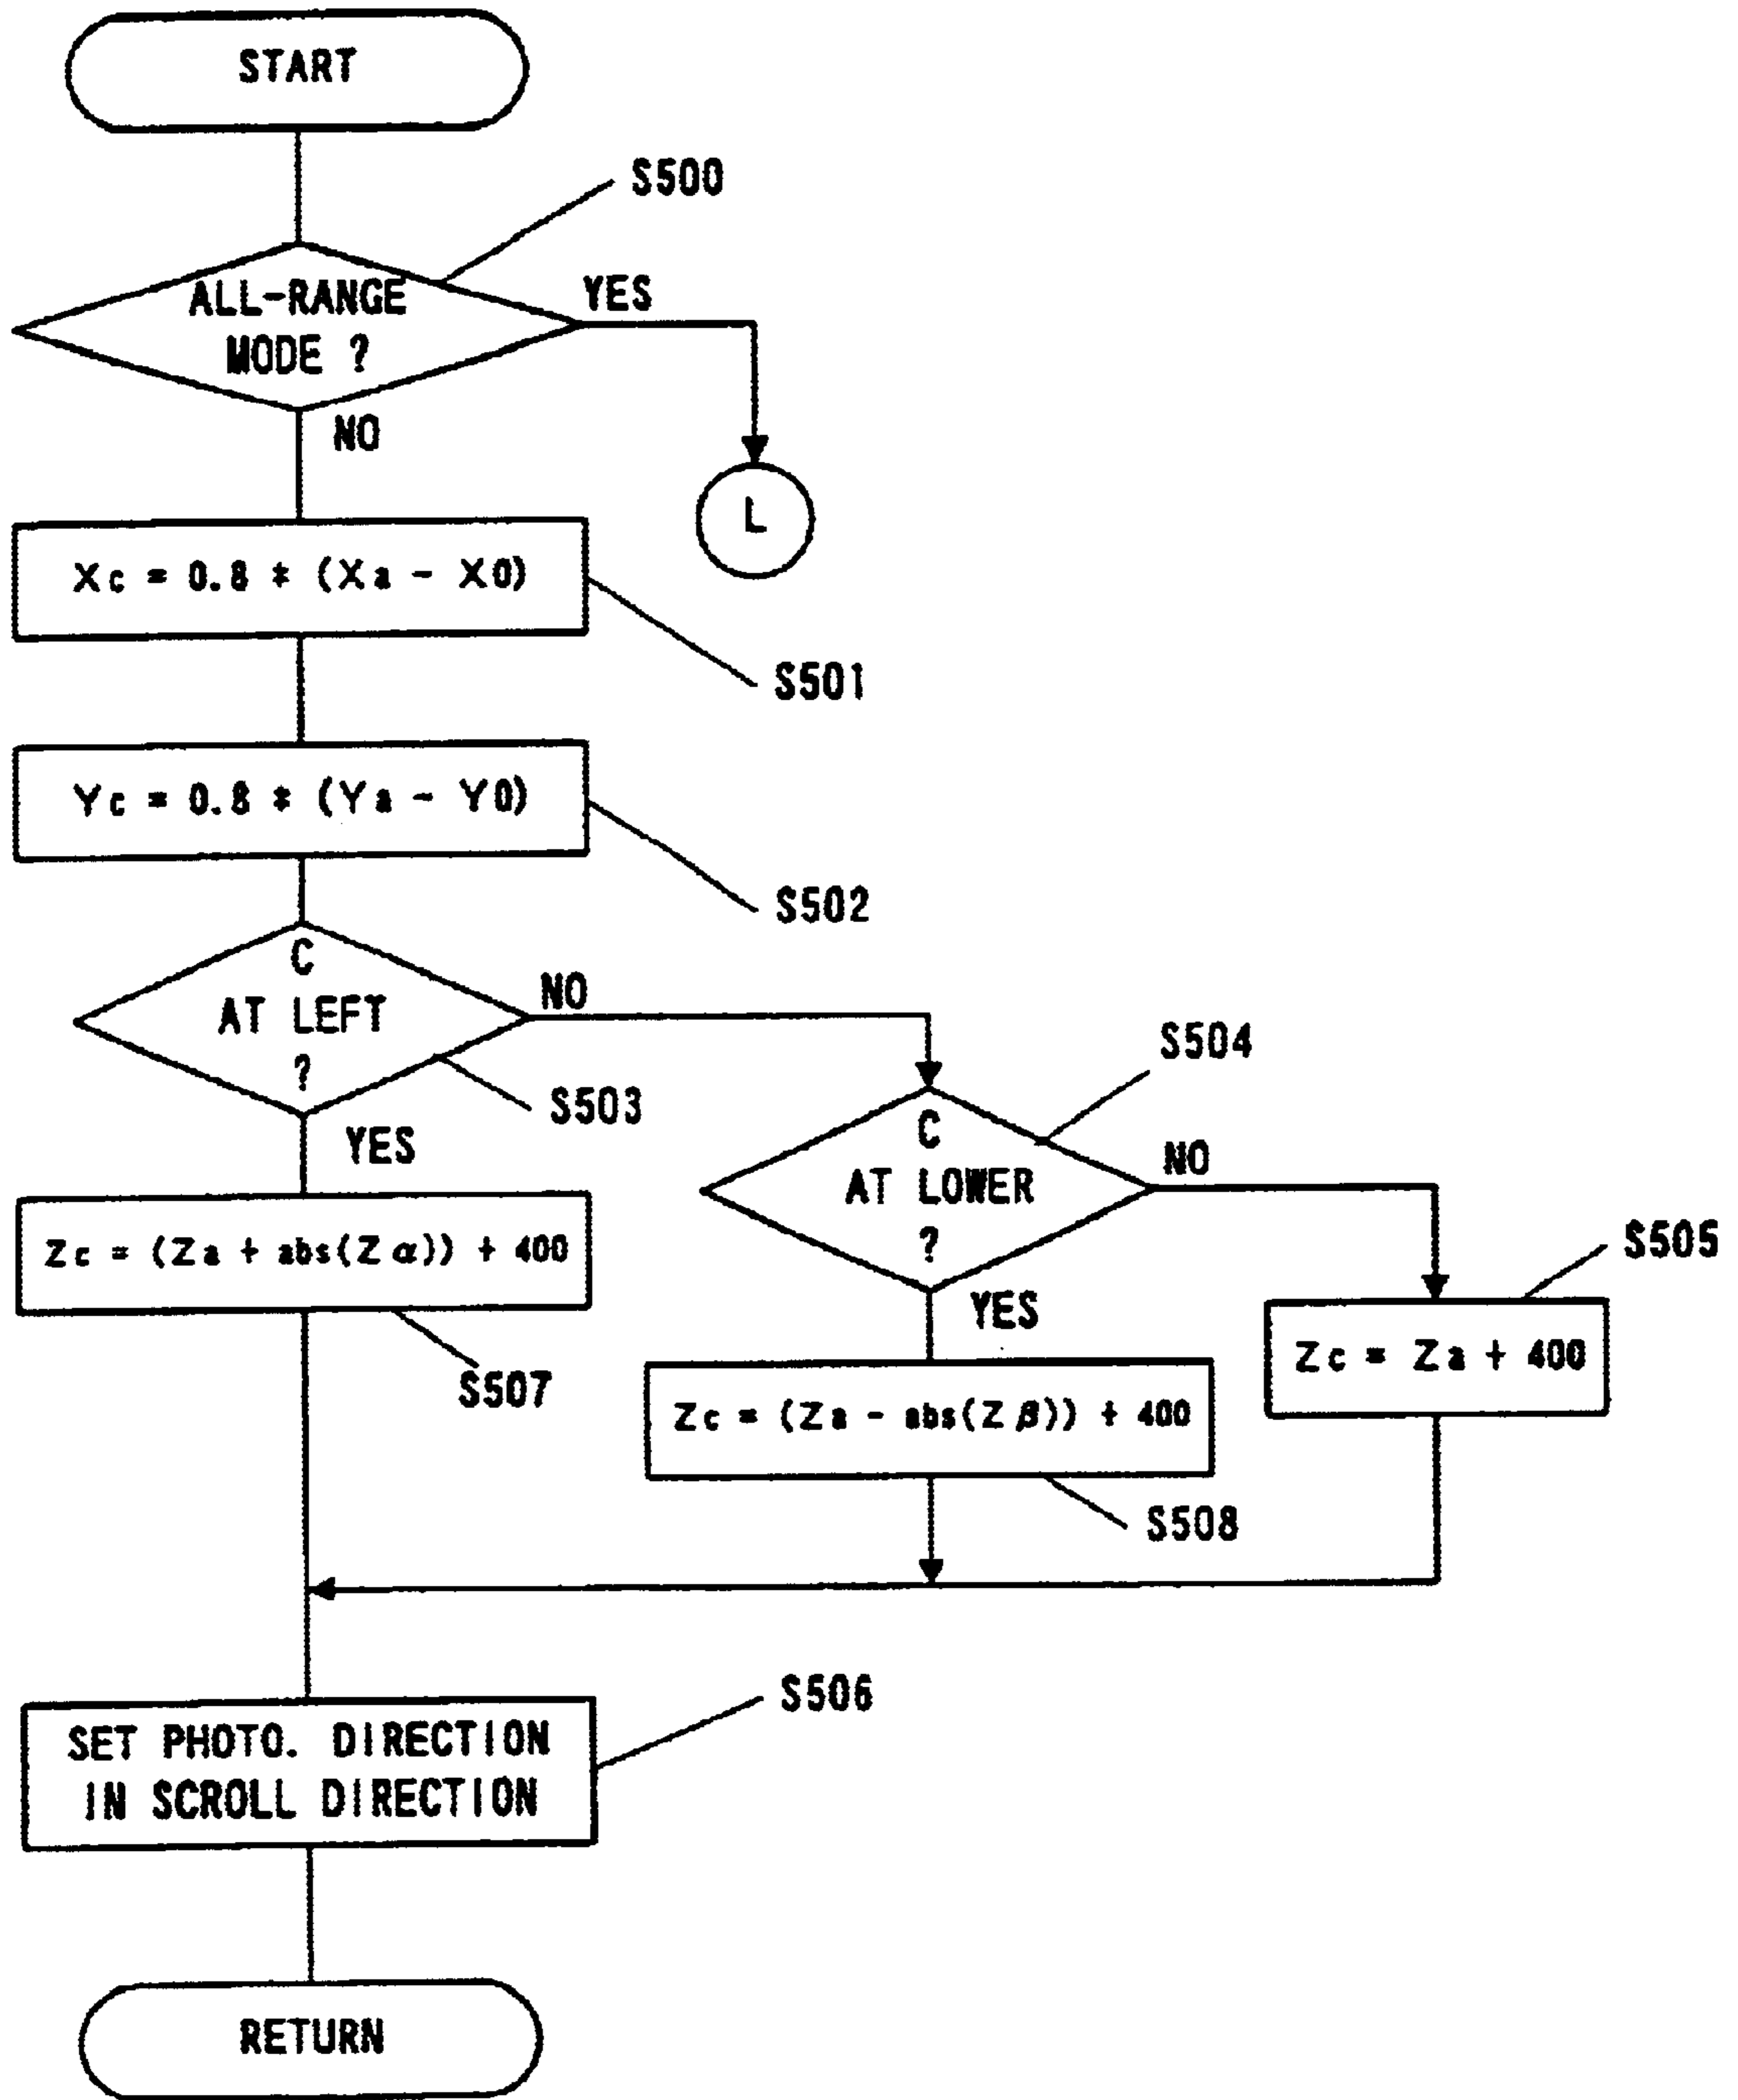 START
S500
ALL-RANGE
MODE ?
YES
NO
L
Xc = 0.8 * (Xa - X0)
S501
Yc = 0.8 * (Ya - Y0)
S502
C
AT LEFT
?
NO
S503
YES
S504
C
AT LOWER
?
NO
YES
S505
Zc = (Za + abs(Zα)) + 400
S507
Zc = Za + 400
Zc = (Za - abs(Zβ)) + 400
S508
S506
SET PHOTO. DIRECTION
IN SCROLL DIRECTION
RETURN